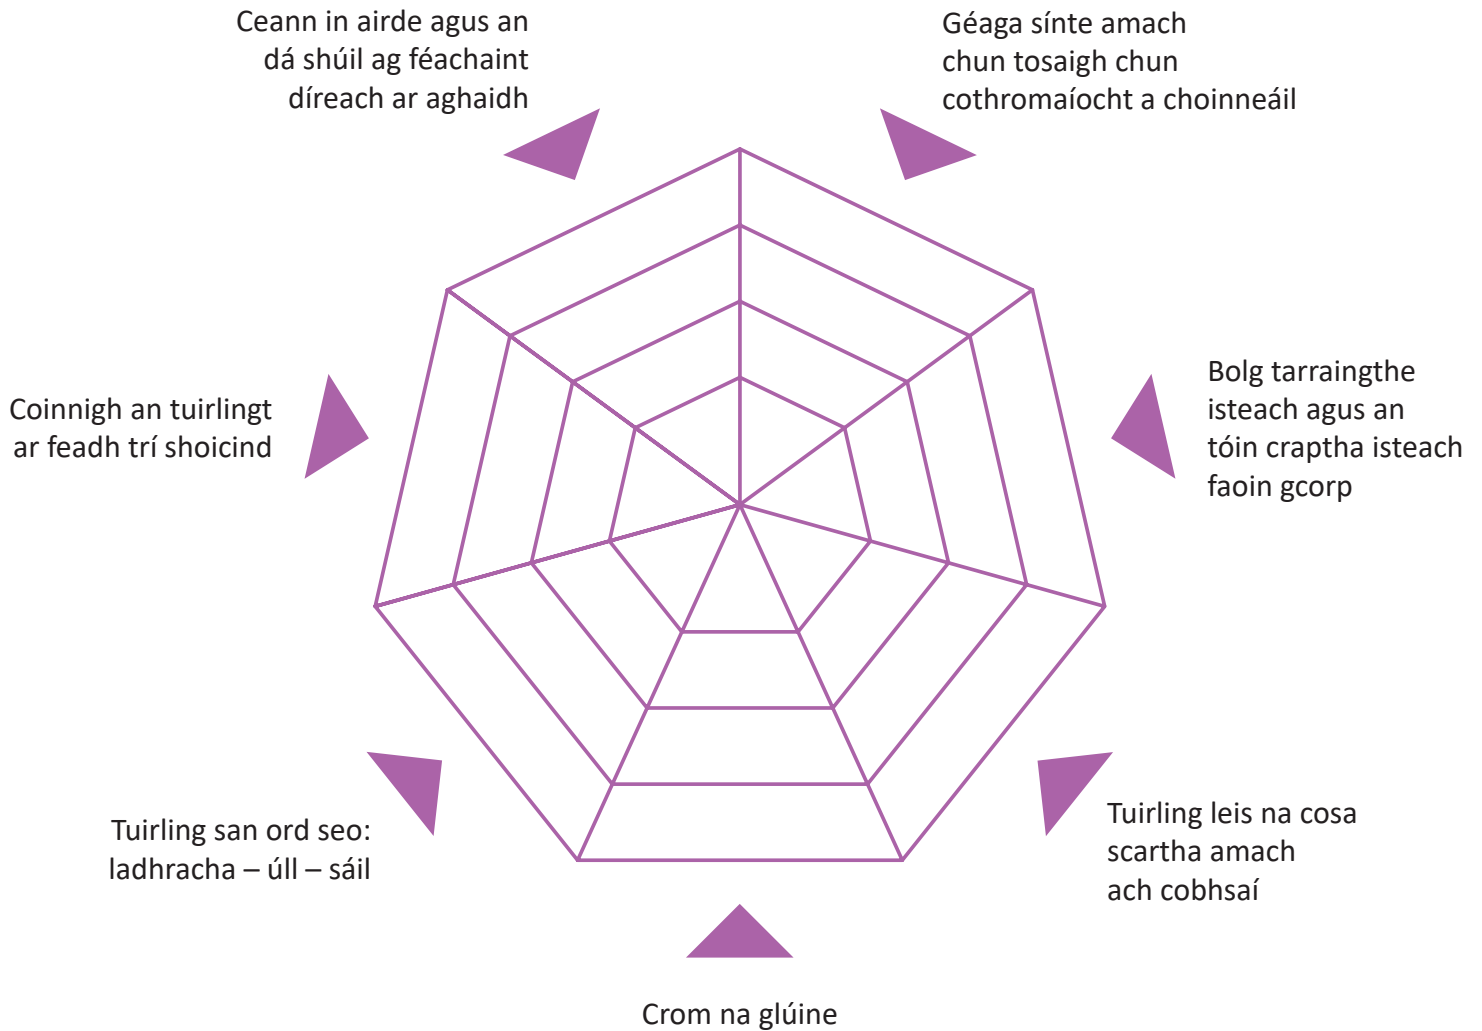 Ceann in airde agus an
dá shúil ag féachaint
díreach ar aghaidh
Géaga sínte amach
chun tosaigh chun
cothromaíocht a choinneáil
Bolg tarraingthe
isteach agus an
tóin craptha isteach
faoin gcorp
Tuirling leis na cosa
scartha amach
ach cobhsaí
Crom na glúine
Tuirling san ord seo:
ladhracha – úll – sáil
Coinnigh an tuirlingt
ar feadh trí shoicind